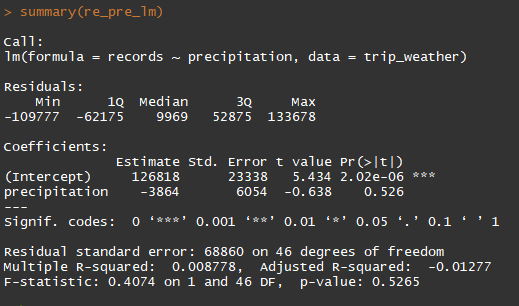 > summary(re_pre_lm)
Call:
lm(formula = records ~ precipitation, data = trip_weather)
Residuals:
Min 1Q Median 3Q Max
-109777 -62175 9969 52875 133678
Coefficients:
Estimate Std. Error t value Pr(>|t|)
(Intercept) 126818 23338 5.434 2.02e-06 ***
precipitation -3864 6054 -0.638 0.526
---
Signif. codes: 0 ‘***’ 0.001 ‘**’ 0.01 ‘*’ 0.05 ‘.’ 0.1 ‘ ’ 1
Residual standard error: 68860 on 46 degrees of freedom
Multiple R-squared: 0.008778, Adjusted R-squared: -0.01277
F-statistic: 0.4074 on 1 and 46 DF, p-value: 0.5265